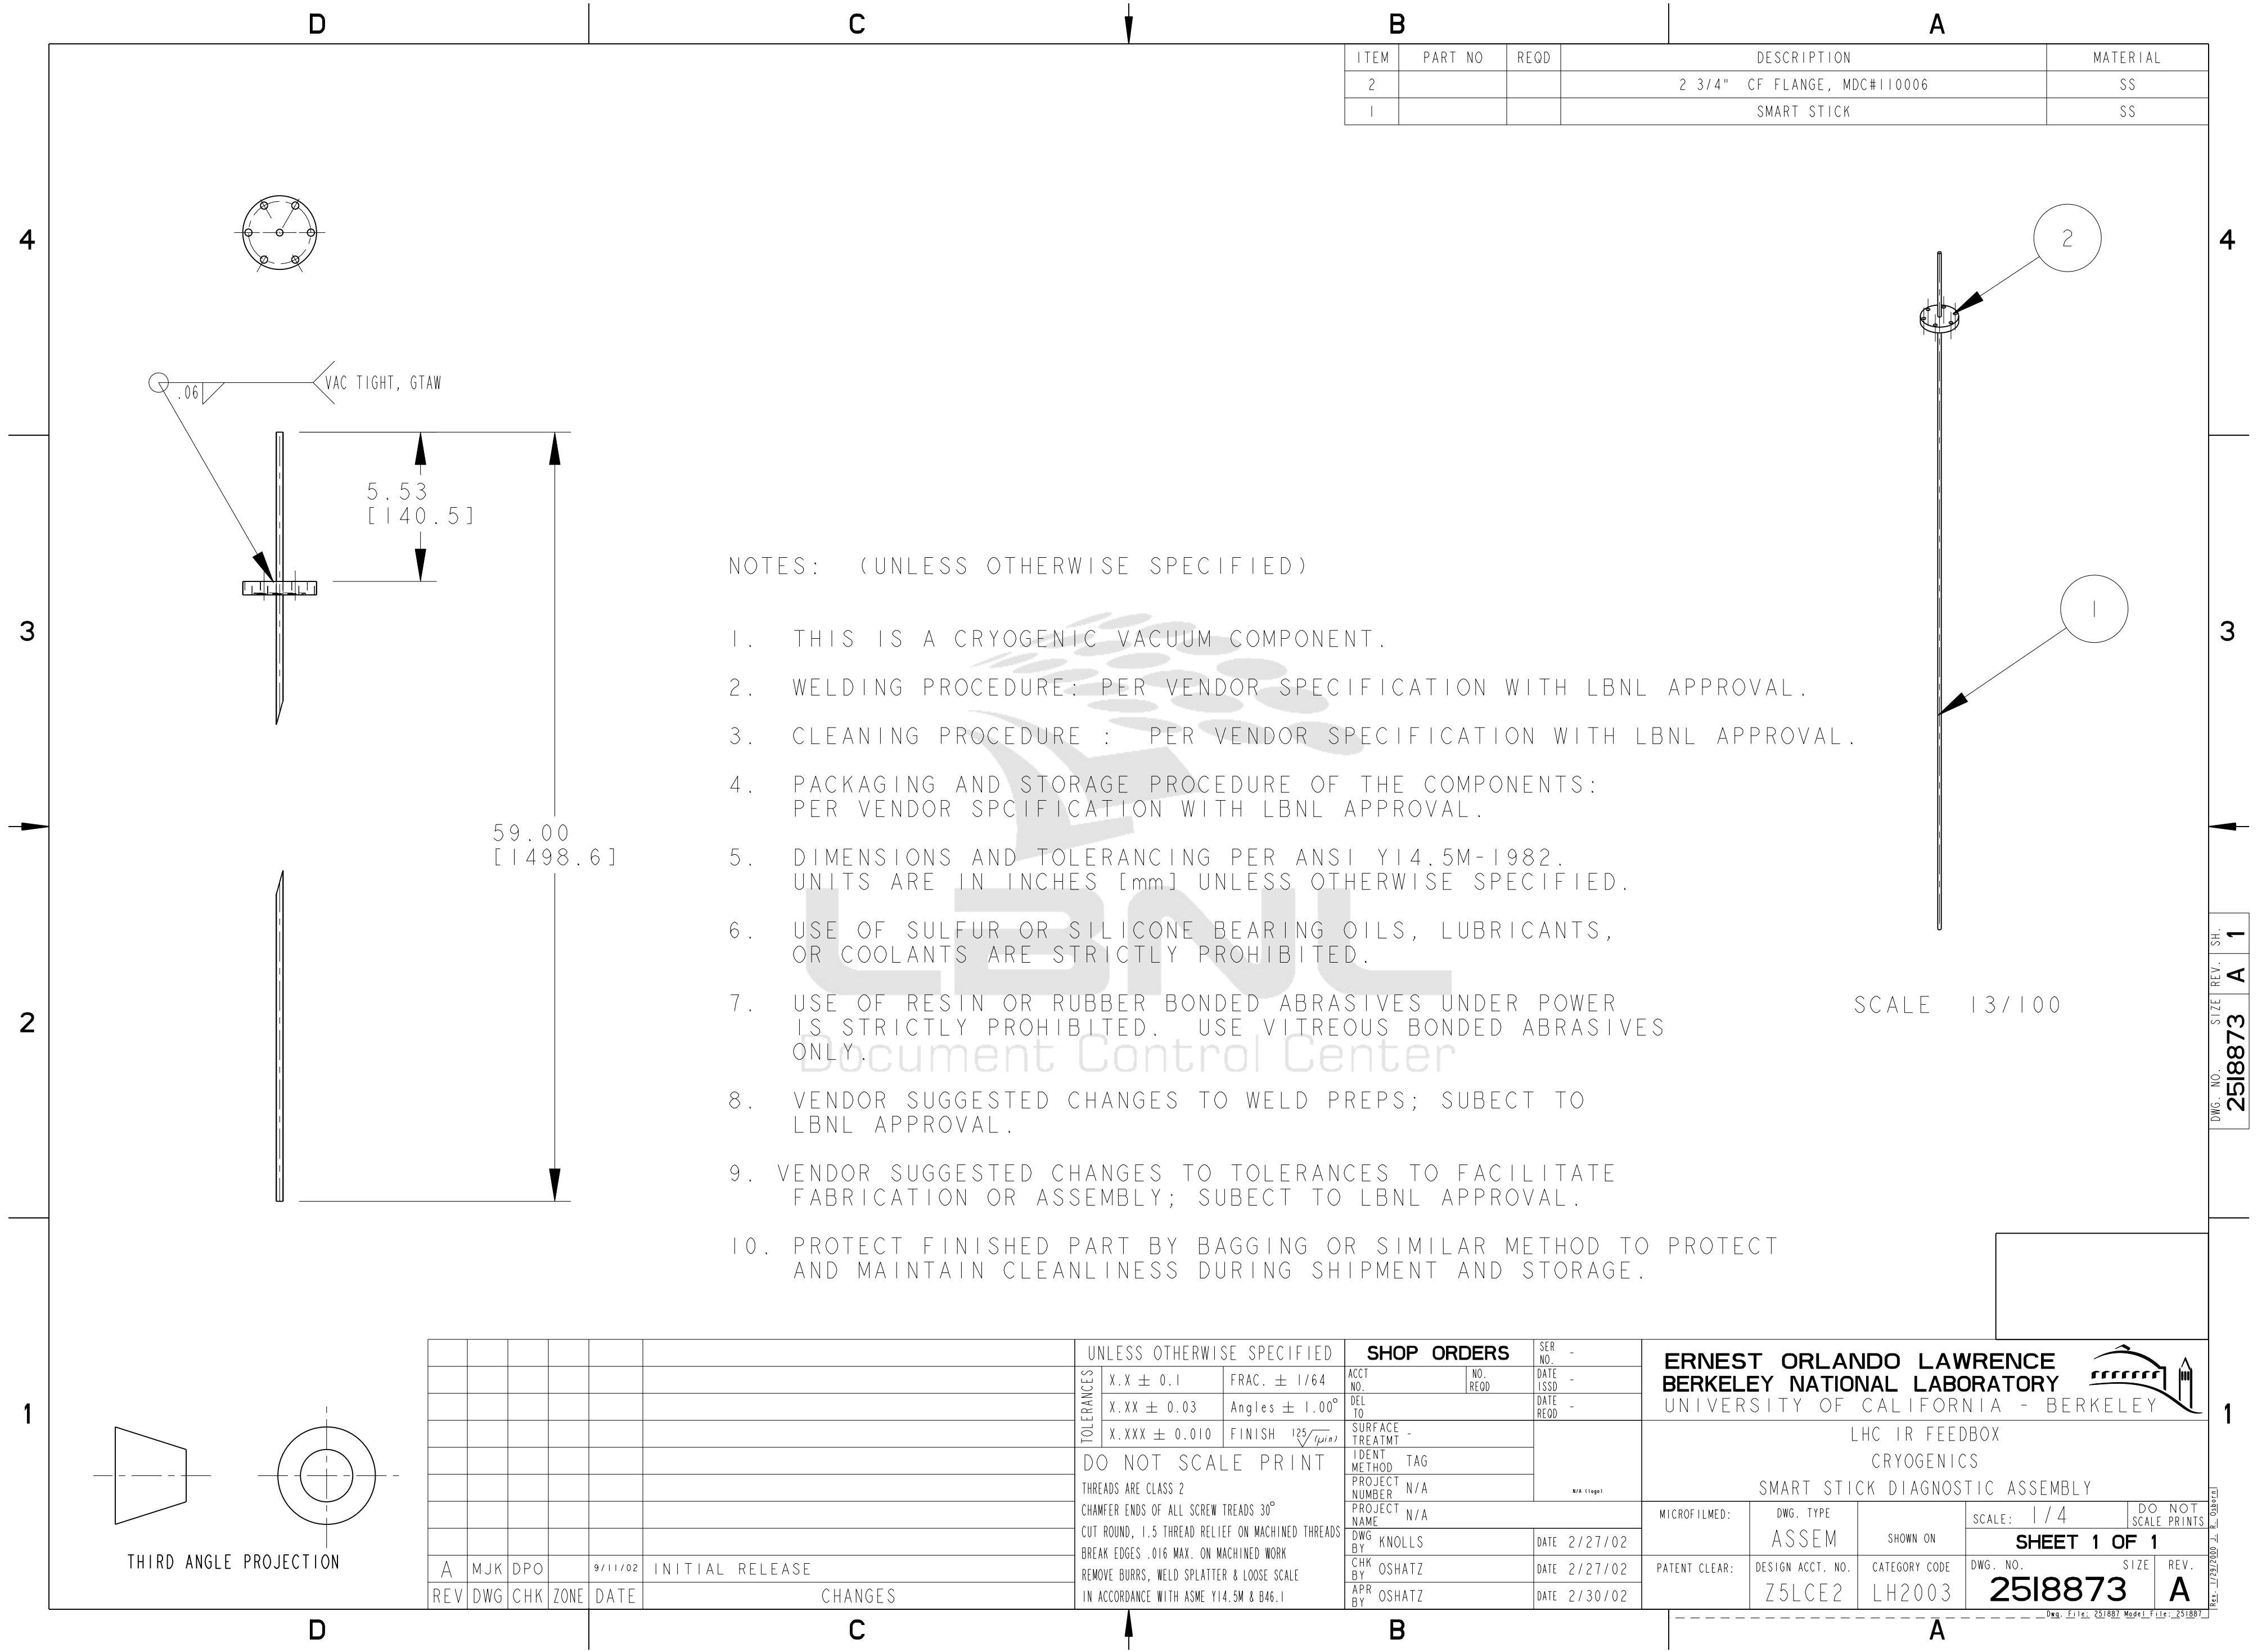 D C B A
ITEM PART NO REQD DESCRIPTION MATERIAL
2 2 3/4" CF FLANGE, MDC#110006 SS
1 SMART STICK SS
4 4
2
.06 VAC TIGHT, GTAW
5.53
[140.5]
NOTES: (UNLESS OTHERWISE SPECIFIED)
3 3
1
1. THIS IS A CRYOGENIC VACUUM COMPONENT.
2. WELDING PROCEDURE: PER VENDOR SPECIFICATION WITH LBNL APPROVAL.
3. CLEANING PROCEDURE : PER VENDOR SPECIFICATION WITH LBNL APPROVAL.
4. PACKAGING AND STORAGE PROCEDURE OF THE COMPONENTS:
PER VENDOR SPCIFICATION WITH LBNL APPROVAL.
59.00
[1498.6]
5. DIMENSIONS AND TOLERANCING PER ANSI Y14.5M-1982.
UNITS ARE IN INCHES [mm] UNLESS OTHERWISE SPECIFIED.
6. USE OF SULFUR OR SILICONE BEARING OILS, LUBRICANTS,
OR COOLANTS ARE STRICTLY PROHIBITED.
LBNL
Document Control Center
7. USE OF RESIN OR RUBBER BONDED ABRASIVES UNDER POWER
IS STRICTLY PROHIBITED. USE VITREOUS BONDED ABRASIVES
ONLY.
SCALE 13/100
2
8. VENDOR SUGGESTED CHANGES TO WELD PREPS; SUBECT TO
LBNL APPROVAL.
9. VENDOR SUGGESTED CHANGES TO TOLERANCES TO FACILITATE
FABRICATION OR ASSEMBLY; SUBECT TO LBNL APPROVAL.
10. PROTECT FINISHED PART BY BAGGING OR SIMILAR METHOD TO PROTECT
AND MAINTAIN CLEANLINESS DURING SHIPMENT AND STORAGE.
DWG. NO. SIZE REV. SH.
2518873 A 1
1 1
THIRD ANGLE PROJECTION
A MJK DPO 9/11/02 INITIAL RELEASE
REV DWG CHK ZONE DATE CHANGES
UNLESS OTHERWISE SPECIFIED
TOLERANCES
X.X ± 0.1 FRAC. ± 1/64
X.XX ± 0.03 Angles ± 1.00°
X.XXX ± 0.010 FINISH 125 (μin)
DO NOT SCALE PRINT
THREADS ARE CLASS 2
CHAMFER ENDS OF ALL SCREW TREADS 30°
CUT ROUND, 1.5 THREAD RELIEF ON MACHINED THREADS
BREAK EDGES .016 MAX. ON MACHINED WORK
REMOVE BURRS, WELD SPLATTER & LOOSE SCALE
IN ACCORDANCE WITH ASME Y14.5M & B46.1
SHOP ORDERS SER NO. -
ACCT NO. NO. REQD DATE ISSD -
DEL TO DATE REQD -
SURFACE TREATMT -
IDENT METHOD TAG
PROJECT NUMBER N/A
N/A (logo)
PROJECT NAME N/A
DWG BY KNOLLS DATE 2/27/02
CHK BY OSHATZ DATE 2/27/02
APR BY OSHATZ DATE 2/30/02
ERNEST ORLANDO LAWRENCE
BERKELEY NATIONAL LABORATORY
UNIVERSITY OF CALIFORNIA - BERKELEY
LHC IR FEEDBOX
CRYOGENICS
SMART STICK DIAGNOSTIC ASSEMBLY
MICROFILMED: DWG. TYPE ASSEM SHOWN ON SCALE: 1/4 DO NOT SCALE PRINTS
SHEET 1 OF 1
PATENT CLEAR: DESIGN ACCT. NO. CATEGORY CODE DWG. NO. SIZE REV.
Z5LCE2 LH2003 2518873 A
Rev. 1/29/2000 J. R. Osborn
Dwg. File: 251887 Model File: 251887
D C B A